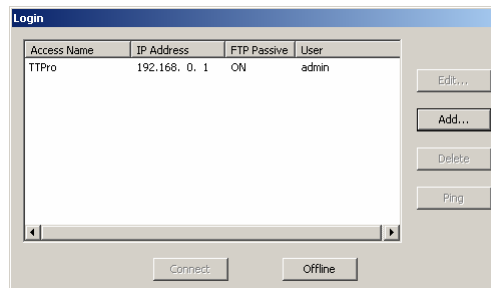 Login
Access Name IP Address FTP Passive User
TTPro 192.168. 0. 1 ON admin
Edit...
Add...
Delete
Ping
Connect Offline